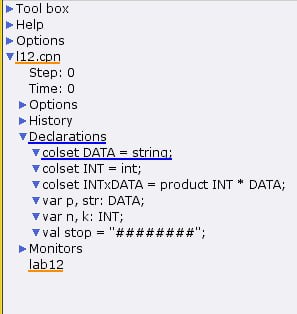 Tool box
Help
Options
l12.cpn
Step: 0
Time: 0
Options
History
Declarations
colset DATA = string;
colset INT = int;
colset INTxDATA = product INT * DATA;
var p, str: DATA;
var n, k: INT;
val stop = "########";
Monitors
lab12